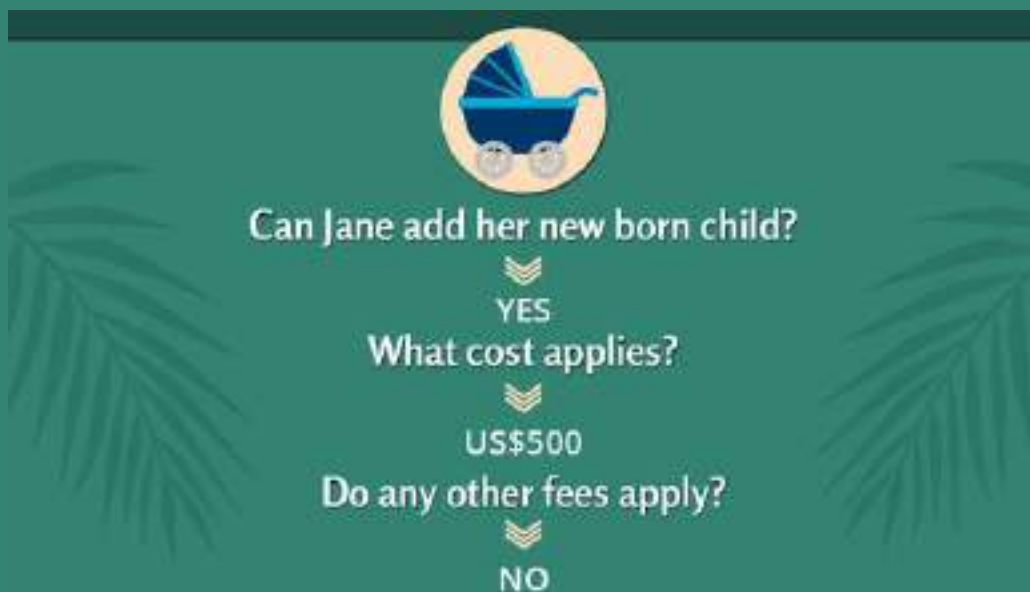 Can Jane add her new born child?
YES
What cost applies?
US$500
Do any other fees apply?
NO